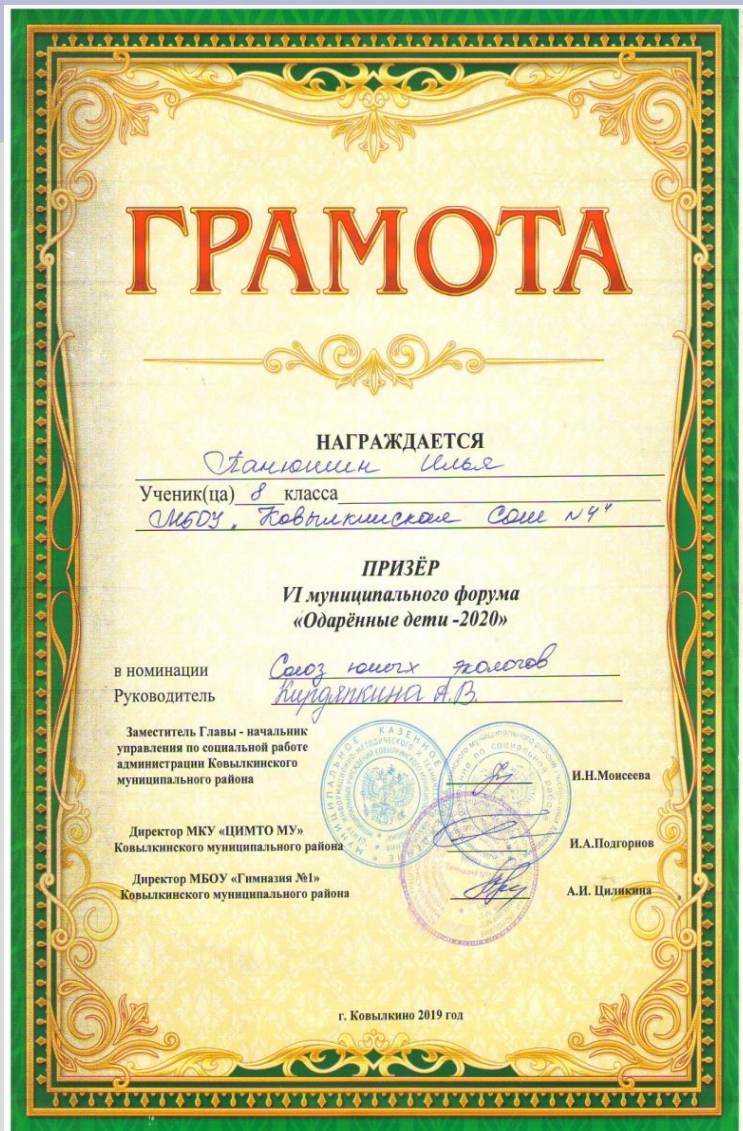 ГРАМОТА
НАГРАЖДАЕТСЯ
Панюшин Илья
Ученик(ца) 8 класса
МБОУ „Ковылкинская Сош №4"
ПРИЗЁР
VI муниципального форума
«Одарённые дети -2020»
в номинации Союз юных экологов
Руководитель Кирдяпкина А.В.
Заместитель Главы - начальник
управления по социальной работе
администрации Ковылкинского
муниципального района
И.Н.Моисеева
Директор МКУ «ЦИМТО МУ»
Ковылкинского муниципального района
И.А.Подгорнов
Директор МБОУ «Гимназия №1»
Ковылкинского муниципального района
А.И. Циликина
г. Ковылкино 2019 год